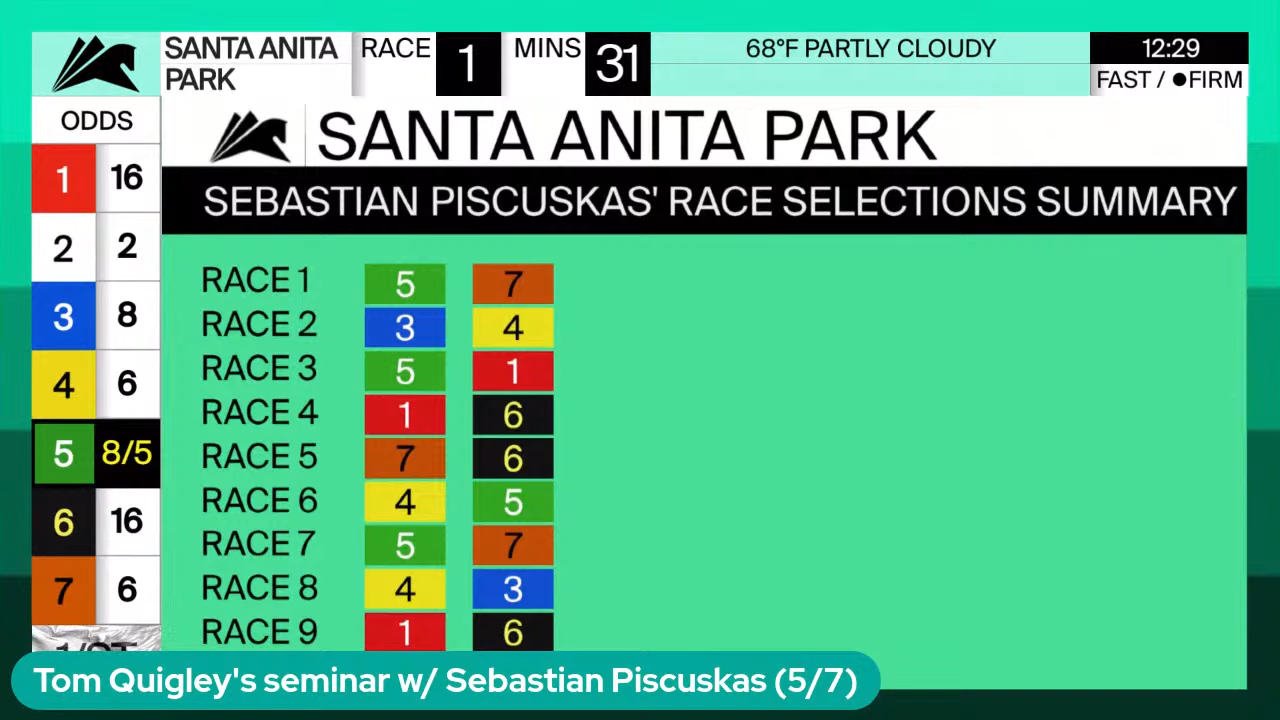 SANTA ANITA PARK
RACE 1
MINS 31
68°F PARTLY CLOUDY
12:29
FAST / ●FIRM
ODDS
1 16
2 2
3 8
4 6
5 8/5
6 16
7 6
SANTA ANITA PARK
SEBASTIAN PISCUSKAS' RACE SELECTIONS SUMMARY
RACE 1 5 7
RACE 2 3 4
RACE 3 5 1
RACE 4 1 6
RACE 5 7 6
RACE 6 4 5
RACE 7 5 7
RACE 8 4 3
RACE 9 1 6
Tom Quigley's seminar w/ Sebastian Piscuskas (5/7)